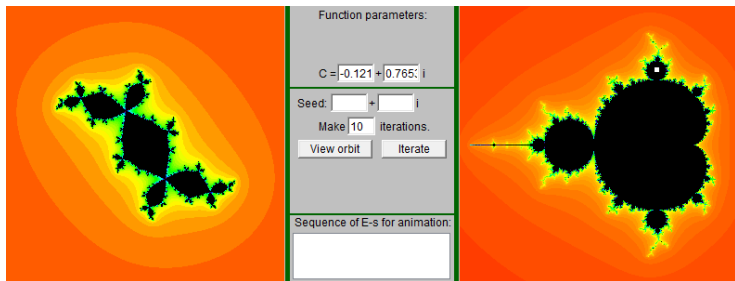 Function parameters:
C = -0.121 + 0.765 i
Seed: + i
Make 10 iterations.
View orbit Iterate
Sequence of E-s for animation: